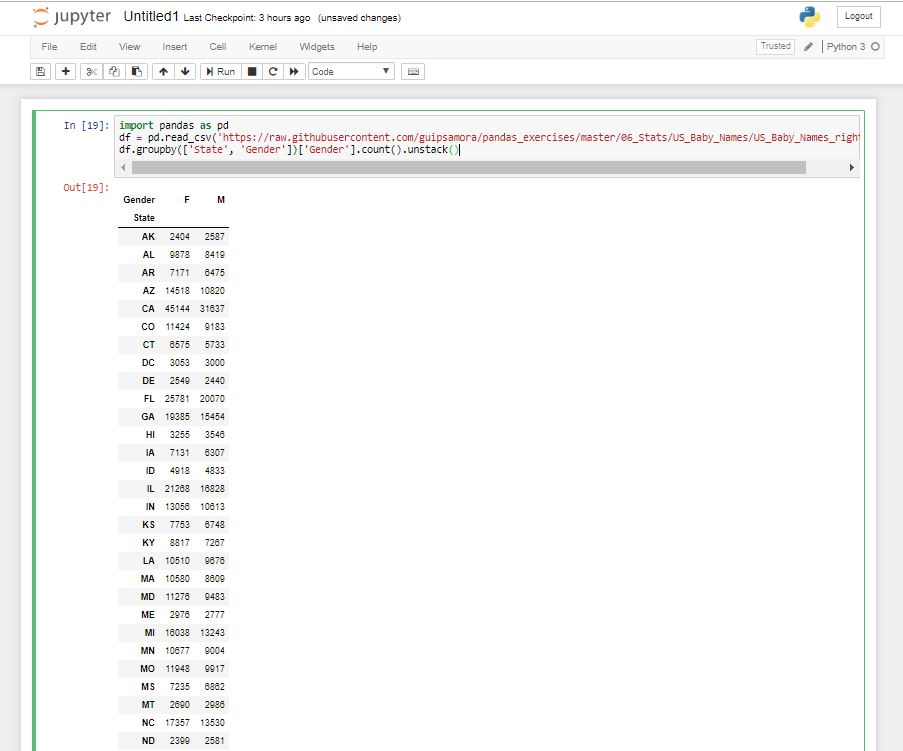 jupyter Untitled1 Last Checkpoint: 3 hours ago (unsaved changes) Logout
File Edit View Insert Cell Kernel Widgets Help Trusted Python 3
Run Code
In [19]: import pandas as pd
df = pd.read_csv('https://raw.githubusercontent.com/guipsamora/pandas_exercises/master/06_Stats/US_Baby_Names/US_Baby_Names_right
df.groupby(['State', 'Gender'])['Gender'].count().unstack()
Out[19]:
Gender F M
State
AK 2404 2587
AL 9878 8419
AR 7171 6475
AZ 14518 10820
CA 45144 31637
CO 11424 9183
CT 6575 5733
DC 3053 3000
DE 2549 2440
FL 25781 20070
GA 19385 15454
HI 3255 3546
IA 7131 6307
ID 4918 4833
IL 21268 16828
IN 13056 10613
KS 7753 6748
KY 8817 7267
LA 10510 9676
MA 10580 8609
MD 11276 9483
ME 2976 2777
MI 16038 13243
MN 10677 9004
MO 11948 9917
MS 7235 6862
MT 2690 2986
NC 17357 13530
ND 2399 2581